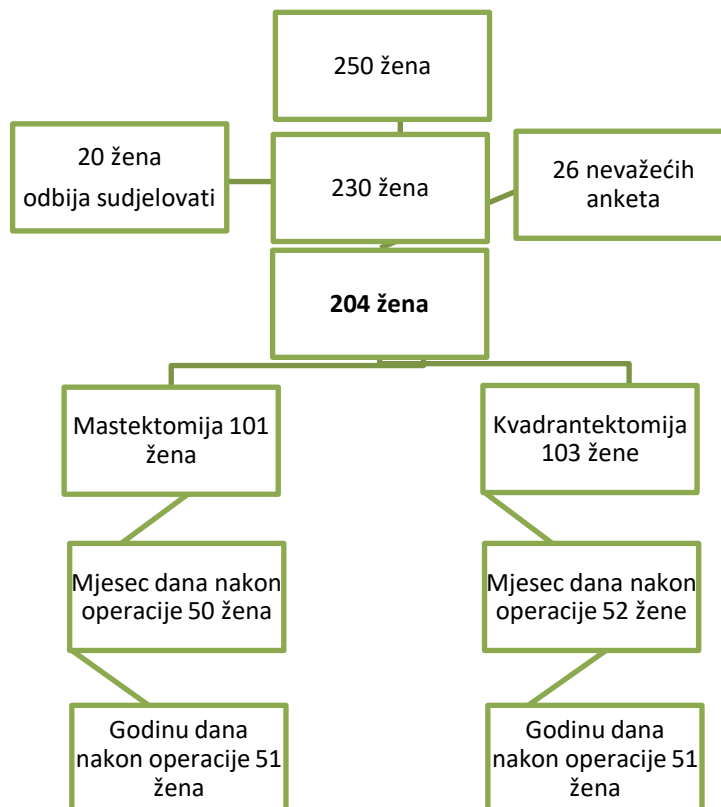 250 žena
20 žena
odbija sudjelovati
230 žena
26 nevažećih
anketa
204 žena
Mastektomija 101
žena
Kvadrantektomija
103 žene
Mjesec dana nakon
operacije 50 žena
Mjesec dana nakon
operacije 52 žene
Godinu dana
nakon operacije 51
žena
Godinu dana
nakon operacije 51
žena